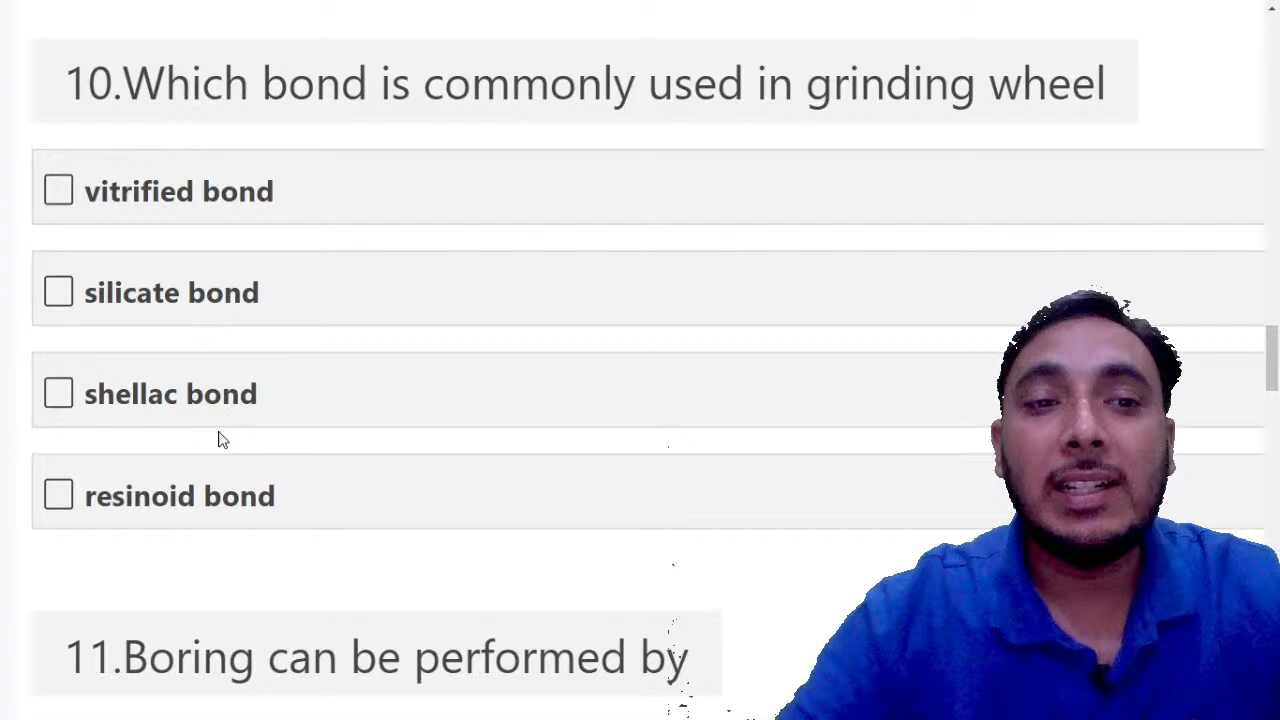 10.Which bond is commonly used in grinding wheel
vitrified bond
silicate bond
shellac bond
resinoid bond
11.Boring can be performed by